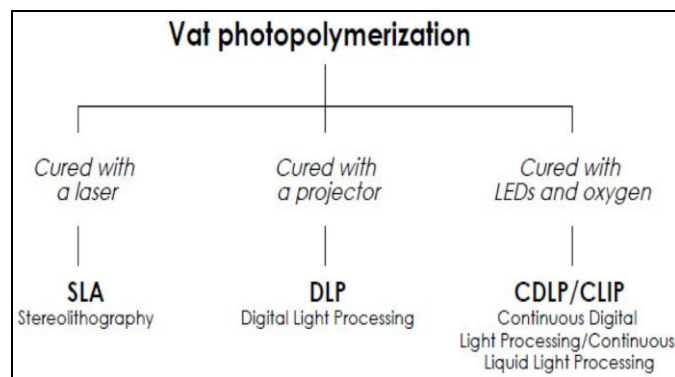 Vat photopolymerization
Cured with
a laser
Cured with
a projector
Cured with
LEDs and oxygen
SLA
Stereolithography
DLP
Digital Light Processing
CDLP/CLIP
Continuous Digital
Light Processing/Continuous
Liquid Light Processing